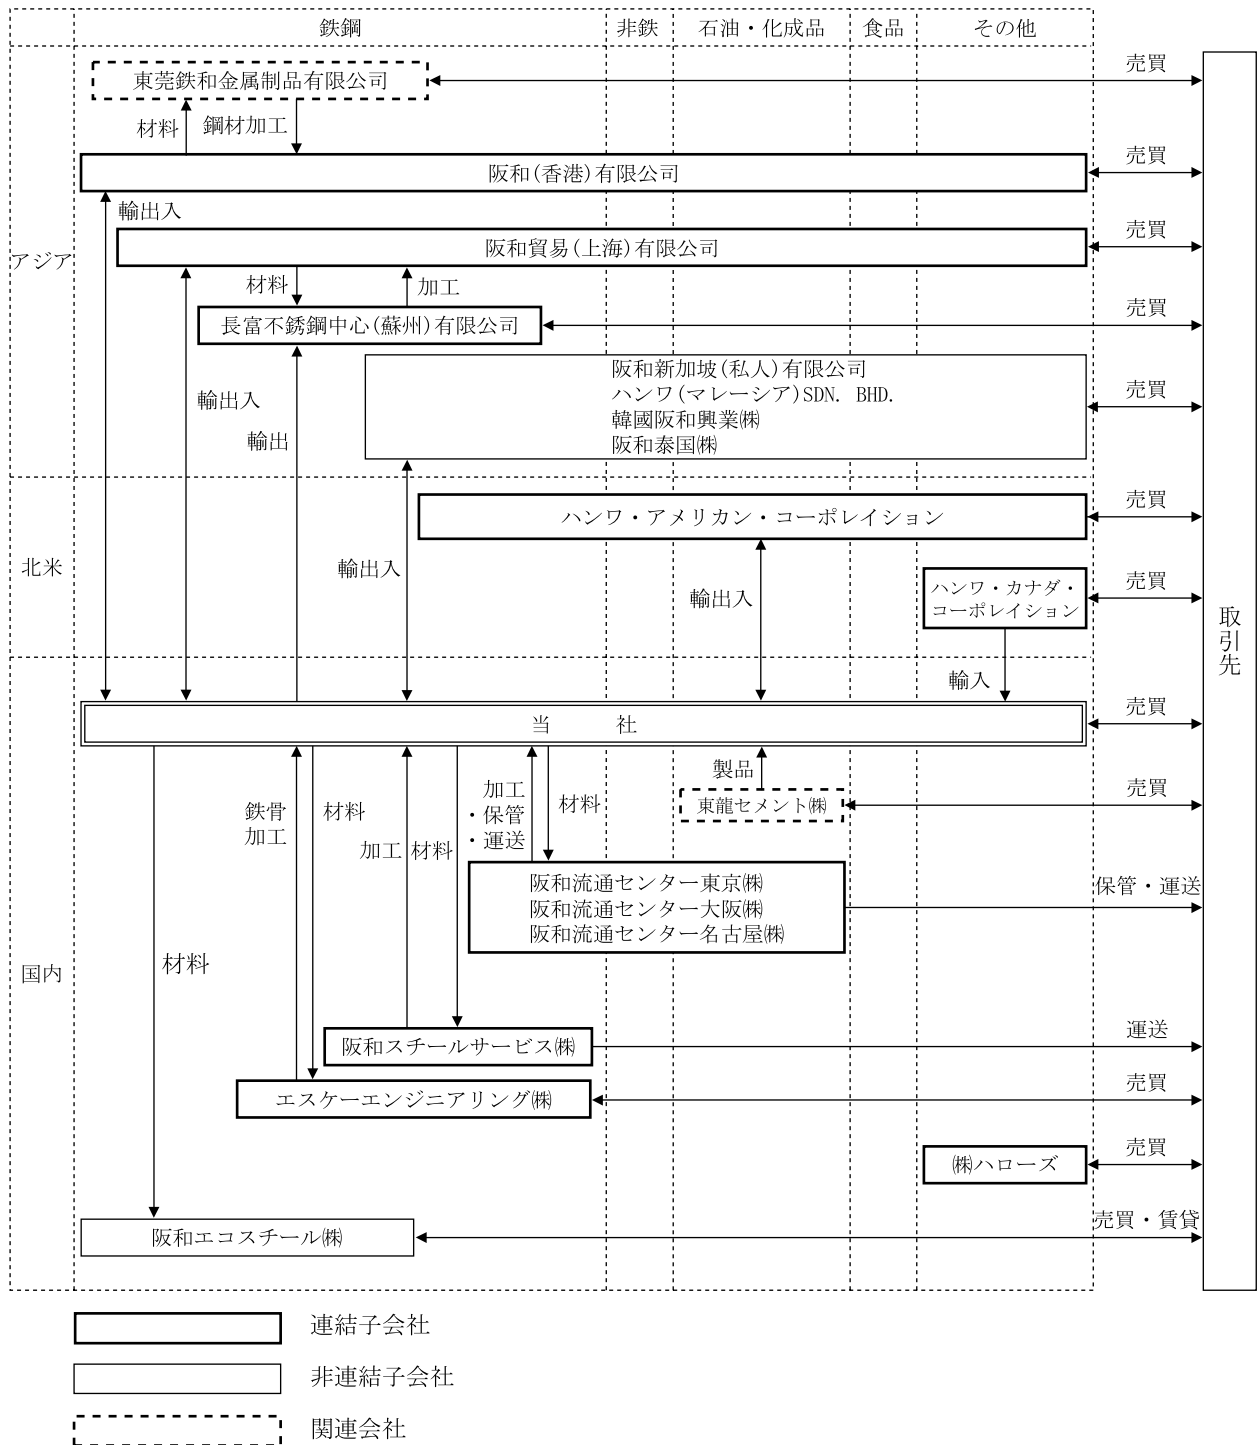 鉄鋼
非鉄
石油・化成品
食品
その他
アジア
東莞鉄和金属制品有限公司
売買
材料
鋼材加工
阪和(香港)有限公司
売買
輸出入
阪和貿易(上海)有限公司
売買
材料
加工
長富不銹鋼中心(蘇州)有限公司
売買
輸出入
輸出
阪和新加坡(私人)有限公司
ハンワ(マレーシア)SDN. BHD.
韓國阪和興業㈱
阪和泰国㈱
売買
北米
ハンワ・アメリカン・コーポレイション
売買
輸出入
輸出入
ハンワ・カナダ・
コーポレイション
売買
輸入
取引先
国内
当 社
売買
製品
東龍セメント㈱
売買
鉄骨
加工
材料
加工
材料
加工
・保管
・運送
材料
阪和流通センター東京㈱
阪和流通センター大阪㈱
阪和流通センター名古屋㈱
保管・運送
材料
阪和スチールサービス㈱
運送
エスケーエンジニアリング㈱
売買
㈱ハローズ
売買
阪和エコスチール㈱
売買・賃貸
連結子会社
非連結子会社
関連会社